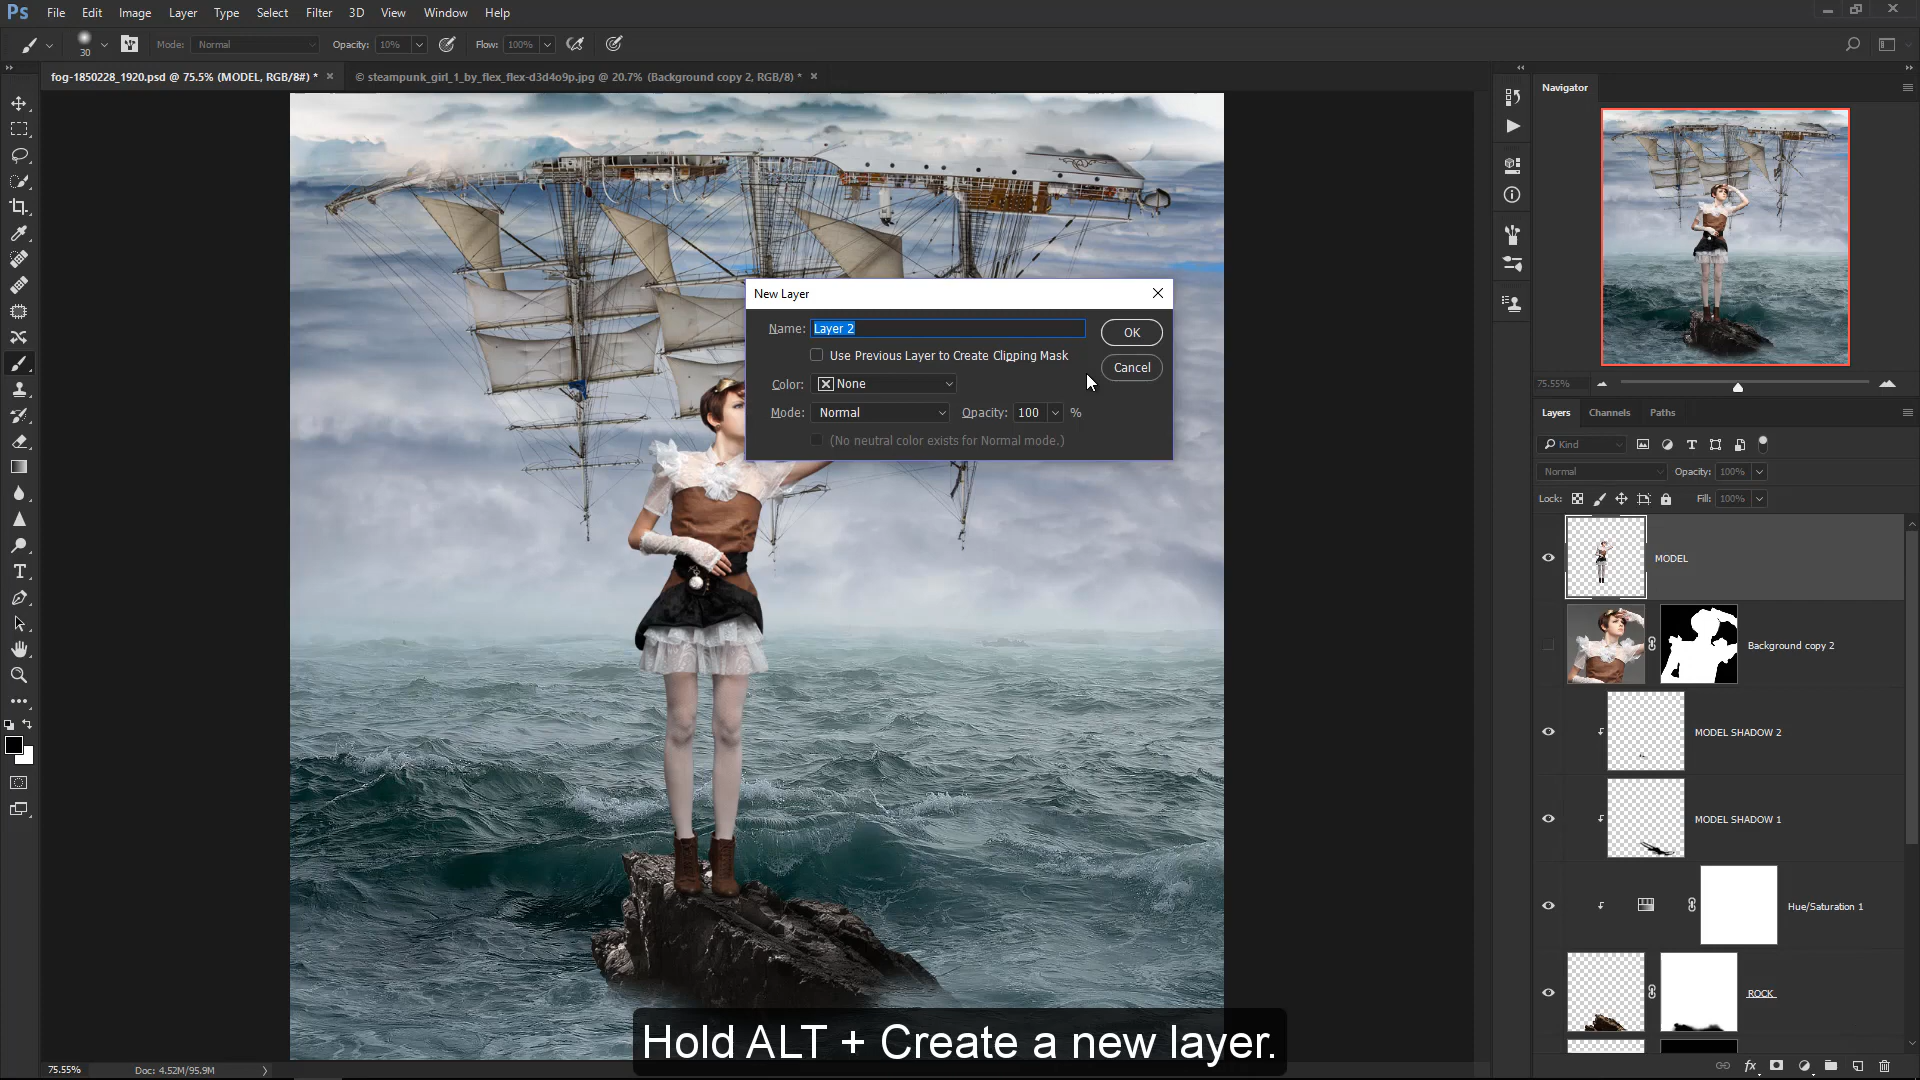 Ps File Edit Image Layer Type Select Filter 3D View Window Help
30 Mode: Normal Opacity: 10% Flow: 100%
fog-1850228_1920.psd @ 75.5% (MODEL, RGB/8#) * × © steampunk_girl_1_by_flex_flex-d3d4o9p.jpg @ 20.7% (Background copy 2, RGB/8) * ×
Navigator
New Layer
Name: Layer 2 OK
Use Previous Layer to Create Clipping Mask
Cancel
Color: None
Mode: Normal Opacity: 100 %
(No neutral color exists for Normal mode.)
75.55%
Layers Channels Paths
Kind
Normal Opacity: 100%
Lock: Fill: 100%
MODEL
Background copy 2
MODEL SHADOW 2
MODEL SHADOW 1
Hue/Saturation 1
ROCK
Hold ALT + Create a new layer.
75.55% Doc: 4.52M/95.9M
fx